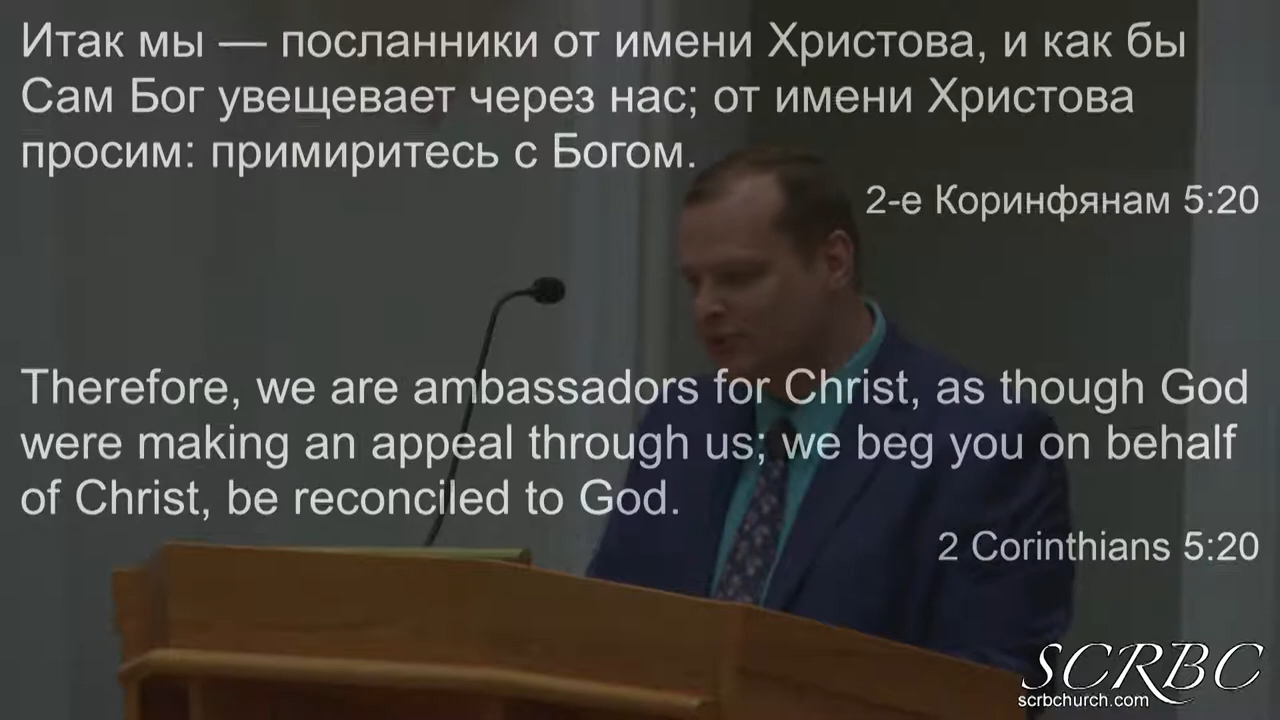 Итак мы — посланники от имени Христова, и как бы
Сам Бог увещевает через нас; от имени Христова
просим: примиритесь с Богом.
2-е Коринфянам 5:20
Therefore, we are ambassadors for Christ, as though God
were making an appeal through us; we beg you on behalf
of Christ, be reconciled to God.
2 Corinthians 5:20
SCRBC
scrbchurch.com